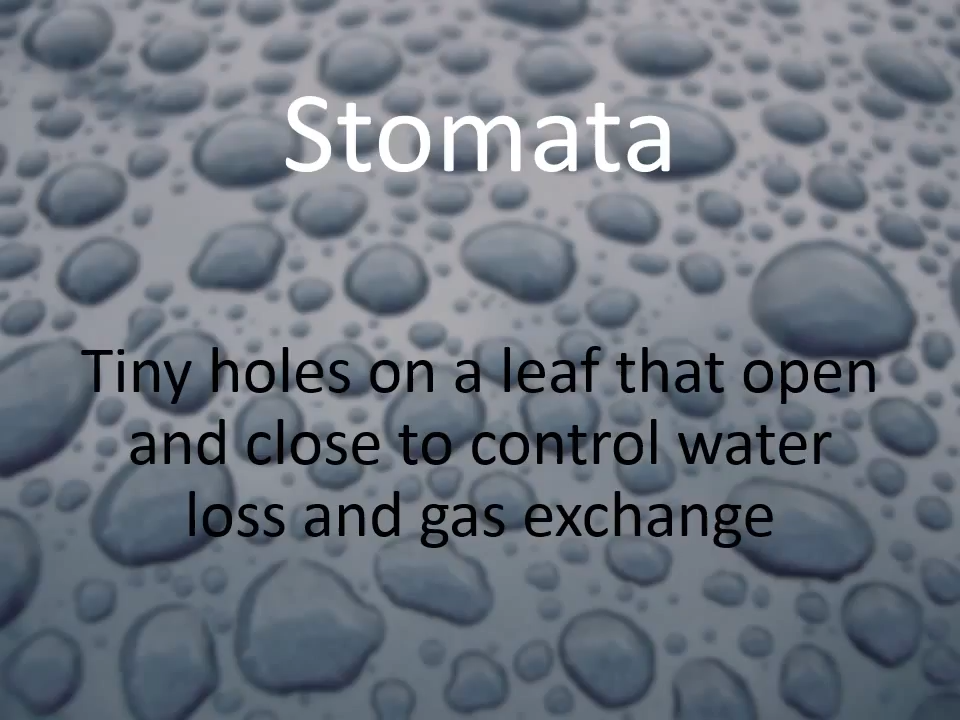 Stomata
Tiny holes on a leaf that open
and close to control water
loss and gas exchange